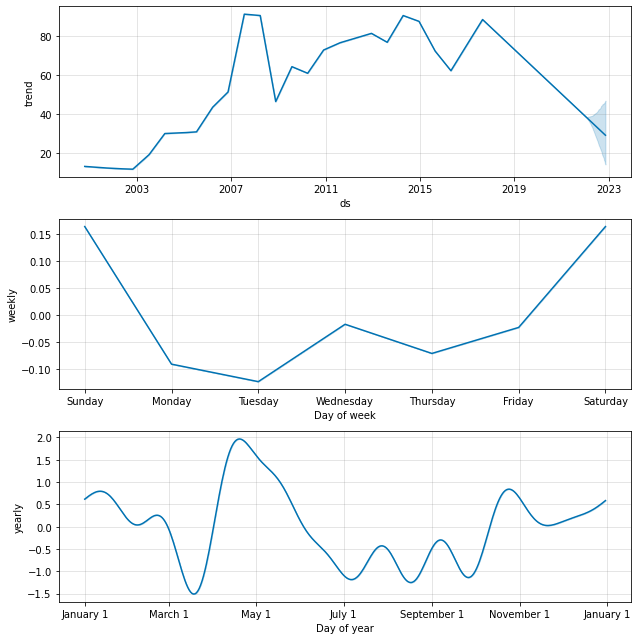 80
60
40
20
trend
2003 2007 2011 2015 2019 2023
ds
0.15
0.10
0.05
0.00
−0.05
−0.10
weekly
Sunday Monday Tuesday Wednesday Thursday Friday Saturday
Day of week
2.0
1.5
1.0
0.5
0.0
−0.5
−1.0
−1.5
yearly
January 1 March 1 May 1 July 1 September 1 November 1 January 1
Day of year